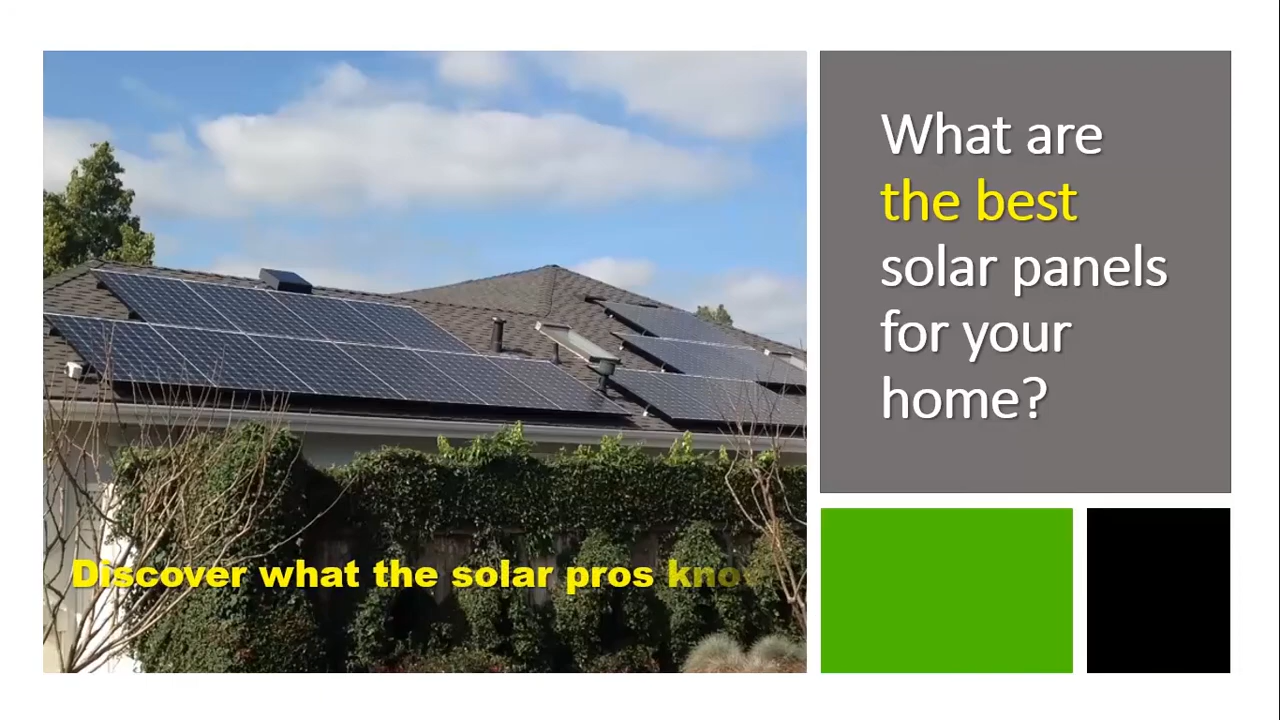 What are
the best
solar panels
for your
home?
Discover what the solar pros